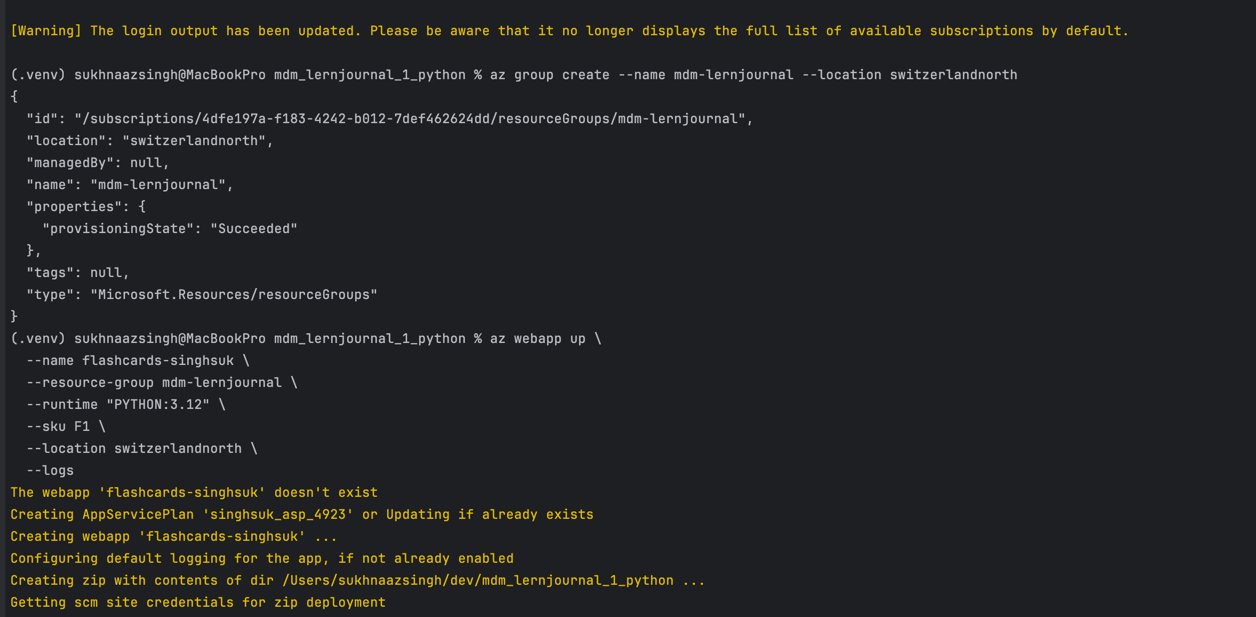 [Warning] The login output has been updated. Please be aware that it no longer displays the full list of available subscriptions by default.
(.venv) sukhnaazsingh@MacBookPro mdm_lernjournal_1_python % az group create --name mdm-lernjournal --location switzerlandnorth
{
  "id": "/subscriptions/4dfe197a-f183-4242-b012-7def462624dd/resourceGroups/mdm-lernjournal",
  "location": "switzerlandnorth",
  "managedBy": null,
  "name": "mdm-lernjournal",
  "properties": {
    "provisioningState": "Succeeded"
  },
  "tags": null,
  "type": "Microsoft.Resources/resourceGroups"
}
(.venv) sukhnaazsingh@MacBookPro mdm_lernjournal_1_python % az webapp up \
  --name flashcards-singhsuk \
  --resource-group mdm-lernjournal \
  --runtime "PYTHON:3.12" \
  --sku F1 \
  --location switzerlandnorth \
  --logs
The webapp 'flashcards-singhsuk' doesn't exist
Creating AppServicePlan 'singhsuk_asp_4923' or Updating if already exists
Creating webapp 'flashcards-singhsuk' ...
Configuring default logging for the app, if not already enabled
Creating zip with contents of dir /Users/sukhnaazsingh/dev/mdm_lernjournal_1_python ...
Getting scm site credentials for zip deployment